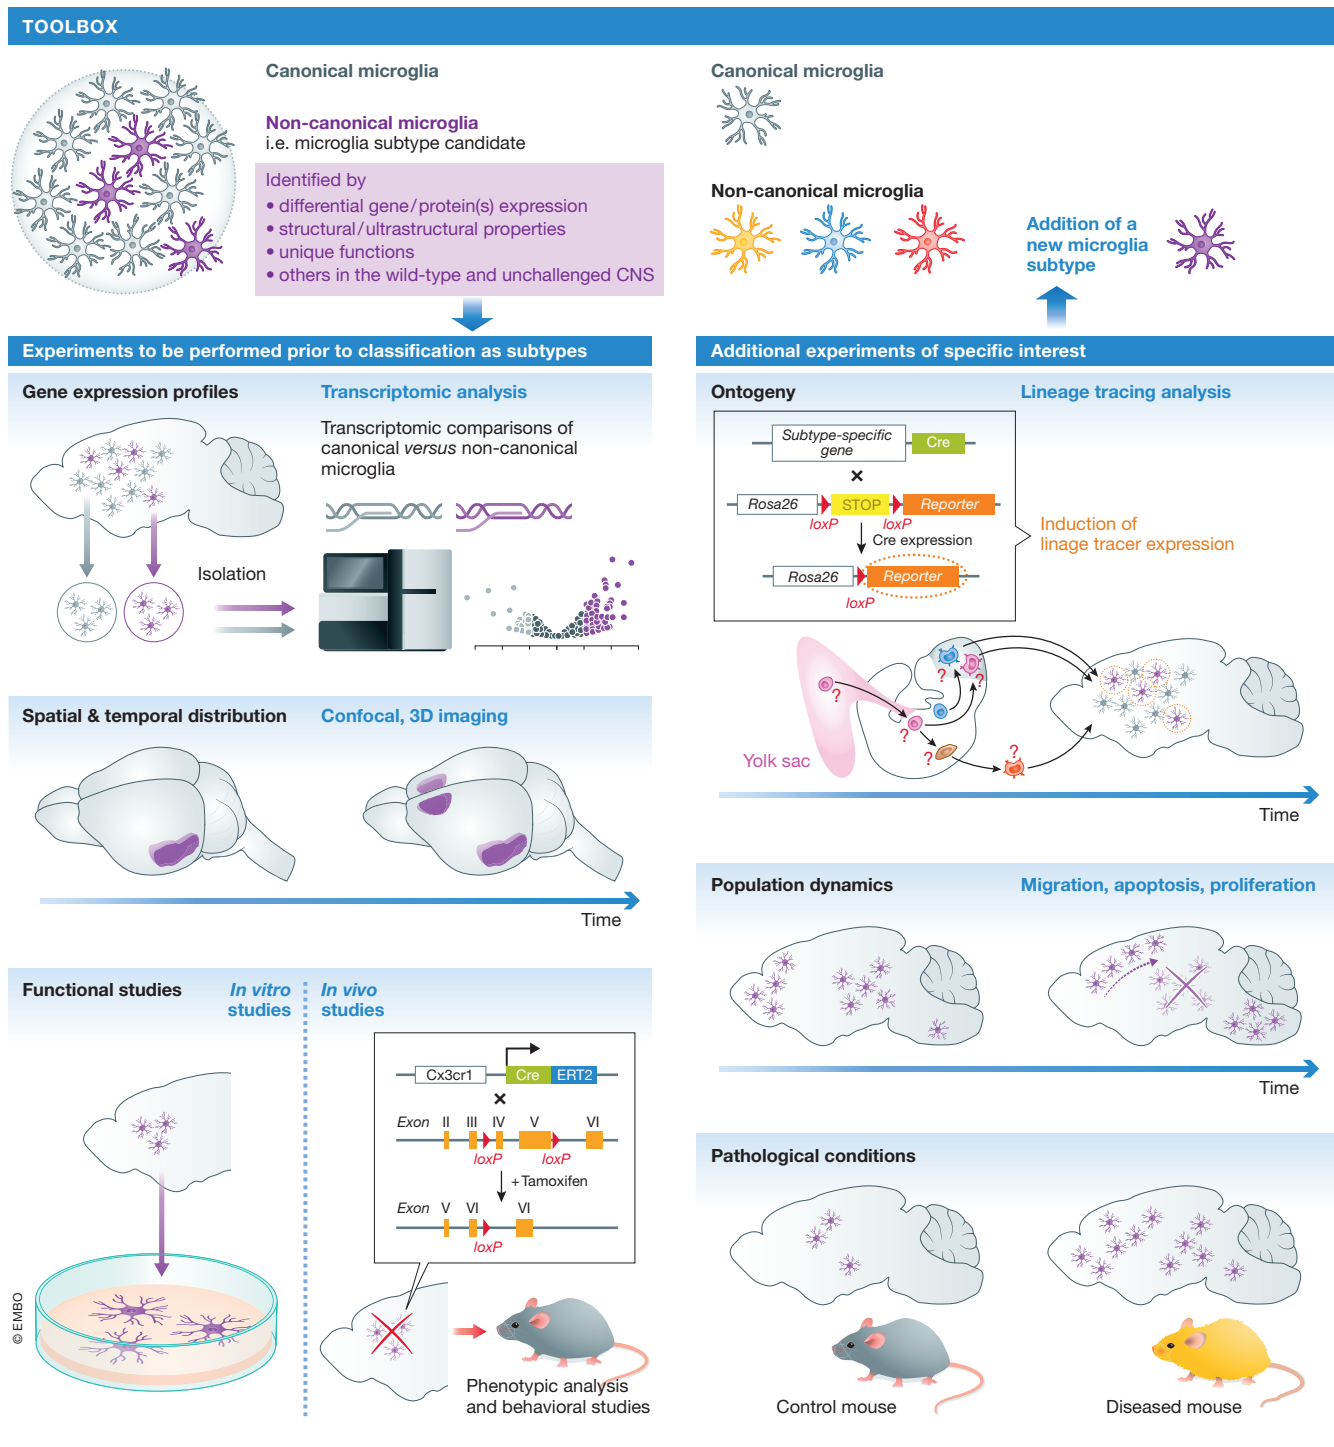 TOOLBOX
Canonical microglia
Non-canonical microglia
i.e. microglia subtype candidate
Identified by
• differential gene/protein(s) expression
• structural/ultrastructural properties
• unique functions
• others in the wild-type and unchallenged CNS
Canonical microglia
Non-canonical microglia
Addition of a
new microglia
subtype
Experiments to be performed prior to classification as subtypes
Gene expression profiles
Transcriptomic analysis
Transcriptomic comparisons of
canonical versus non-canonical
microglia
Isolation
Spatial & temporal distribution
Confocal, 3D imaging
Time
Functional studies
In vitro
studies
In vivo
studies
Cx3cr1
Cre
ERT2
×
Exon II III IV V VI
loxP loxP
+Tamoxifen
Exon V VI VI
loxP
Phenotypic analysis
and behavioral studies
© EMBO
Additional experiments of specific interest
Ontogeny
Lineage tracing analysis
Subtype-specific
gene
Cre
×
Rosa26 STOP Reporter
loxP loxP
Cre expression
Rosa26 Reporter
loxP
Induction of
linage tracer expression
?
?
?
?
?
?
Yolk sac
Time
Population dynamics
Migration, apoptosis, proliferation
Time
Pathological conditions
Control mouse
Diseased mouse